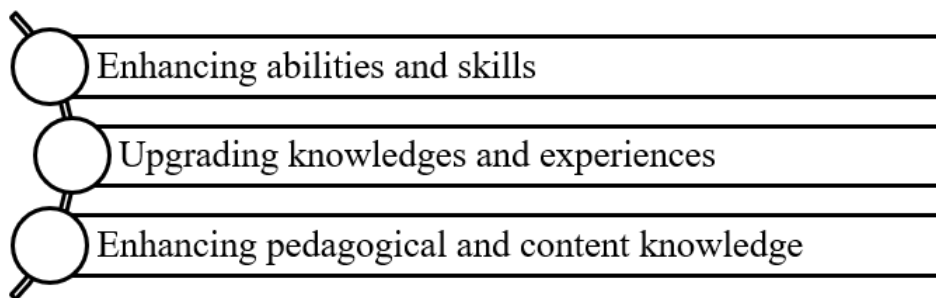 Enhancing abilities and skills
Upgrading knowledges and experiences
Enhancing pedagogical and content knowledge